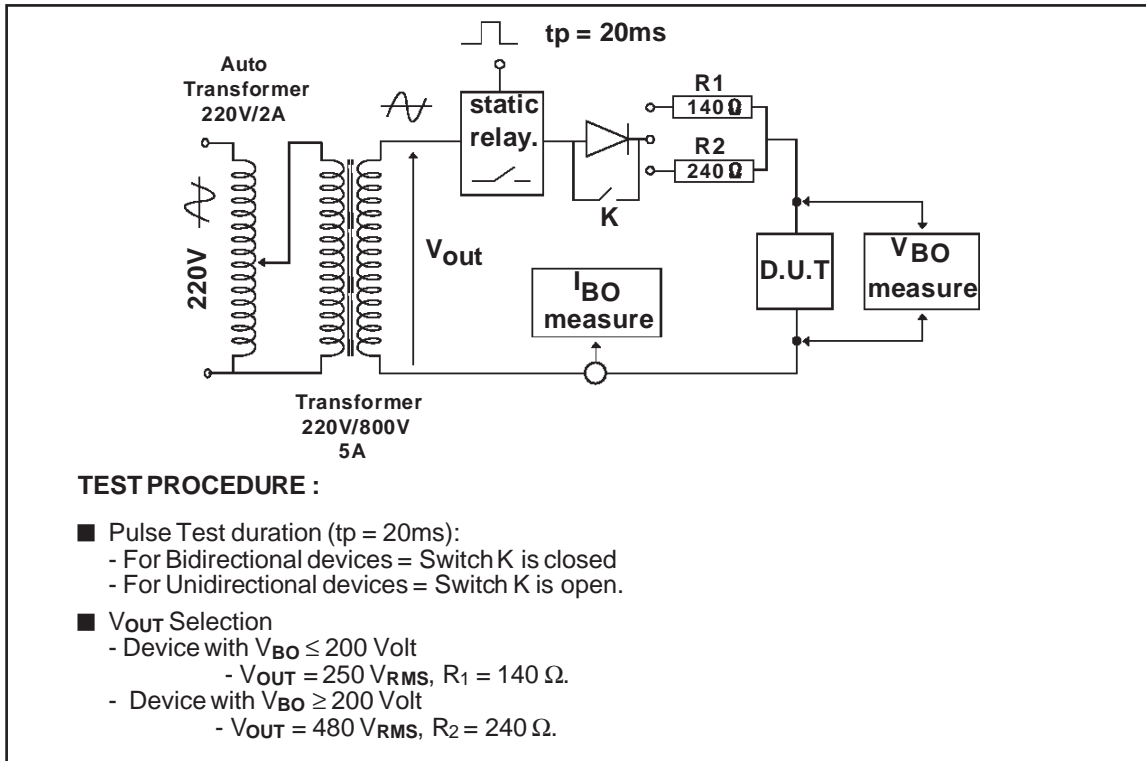 tp = 20ms
Auto
Transformer
220V/2A
static
relay.
R1
140 Ω
R2
240 Ω
K
220V
Vout
IBO
measure
D.U.T
VBO
measure
Transformer
220V/800V
5A
TEST PROCEDURE :
■ Pulse Test duration (tp = 20ms):
- For Bidirectional devices = Switch K is closed
- For Unidirectional devices = Switch K is open.
■ VOUT Selection
- Device with VBO ≤ 200 Volt
- VOUT = 250 VRMS, R1 = 140 Ω.
- Device with VBO ≥ 200 Volt
- VOUT = 480 VRMS, R2 = 240 Ω.